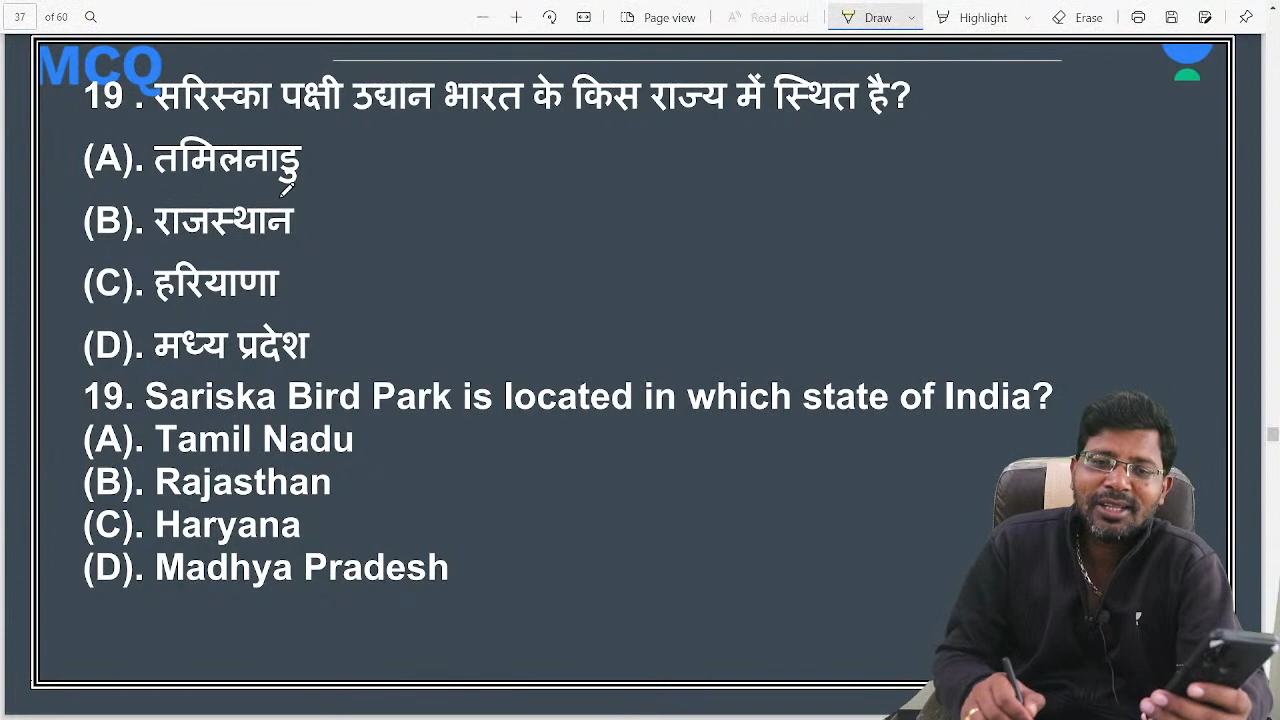 37 of 60 Page view Read aloud Draw Highlight Erase
MCQ
19 . सरिस्का पक्षी उद्यान भारत के किस राज्य में स्थित है?
(A). तमिलनाडु
(B). राजस्थान
(C). हरियाणा
(D). मध्य प्रदेश
19. Sariska Bird Park is located in which state of India?
(A). Tamil Nadu
(B). Rajasthan
(C). Haryana
(D). Madhya Pradesh